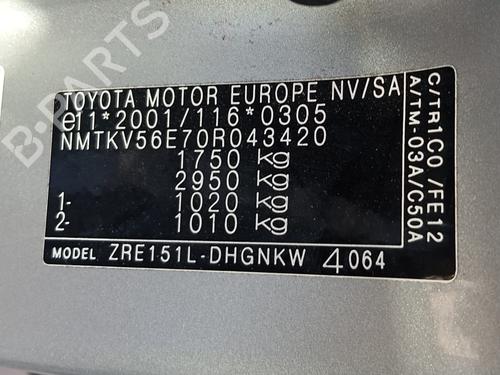 TOYOTA MOTOR EUROPE NV/SA
e11*2001/116*0305
NMTKV56E70R043420
1750 kg
2950 kg
1- 1020 kg
2- 1010 kg
MODEL ZRE151L-DHGNKW 4064
C/TR1C0 /FE12
A/TM-03A/C50A
B-PARTS